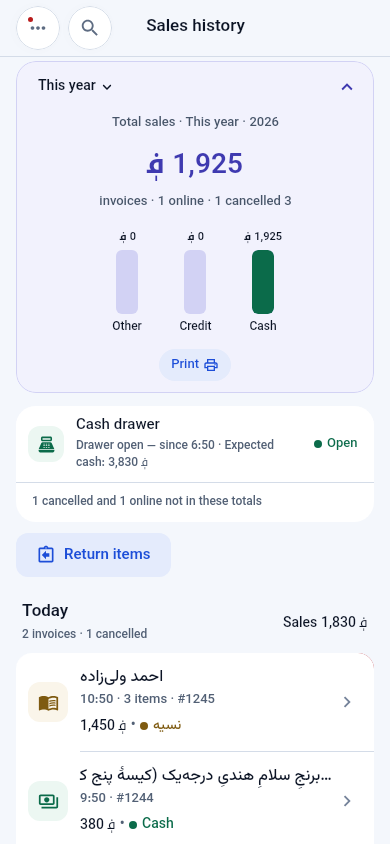 Sales history
This year
Total sales · This year · 2026
؋ 1,925
invoices · 1 online · 1 cancelled 3
؋ 0
؋ 0
؋ 1,925
Other
Credit
Cash
Print
Cash drawer
Drawer open — since 6:50 · Expected
cash: 3,830 ؋
Open
1 cancelled and 1 online not in these totals
Return items
Today
2 invoices · 1 cancelled
Sales 1,830 ؋
احمد ولی‌زاده
10:50 · 3 items · #1245
1,450 ؋ • نسیه
برنجِ سلامِ هندیِ درجه‌یک (کیسهٔ پنج ک…
9:50 · #1244
380 ؋ • Cash